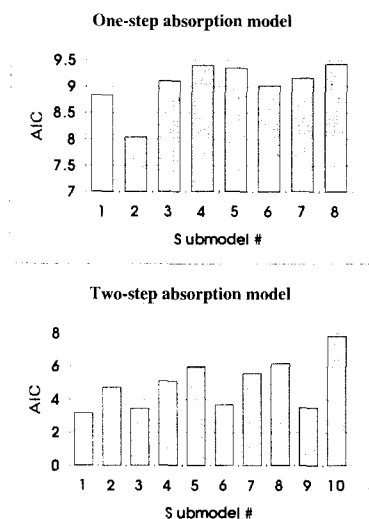 One-step absorption model
9.5
9
8.5
8
7.5
7
AIC
1 2 3 4 5 6 7 8
Submodel #
Two-step absorption model
8
6
4
2
0
AIC
1 2 3 4 5 6 7 8 9 10
Submodel #